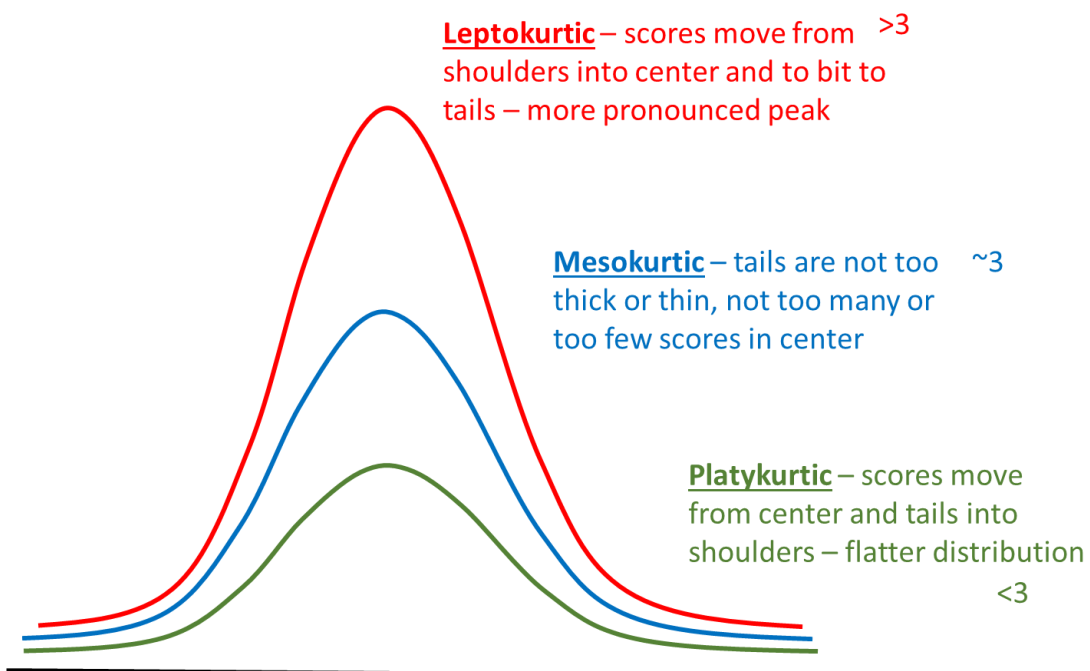 Leptokurtic – scores move from >3
shoulders into center and to bit to
tails – more pronounced peak
Mesokurtic – tails are not too ~3
thick or thin, not too many or
too few scores in center
Platykurtic – scores move
from center and tails into
shoulders – flatter distribution
<3